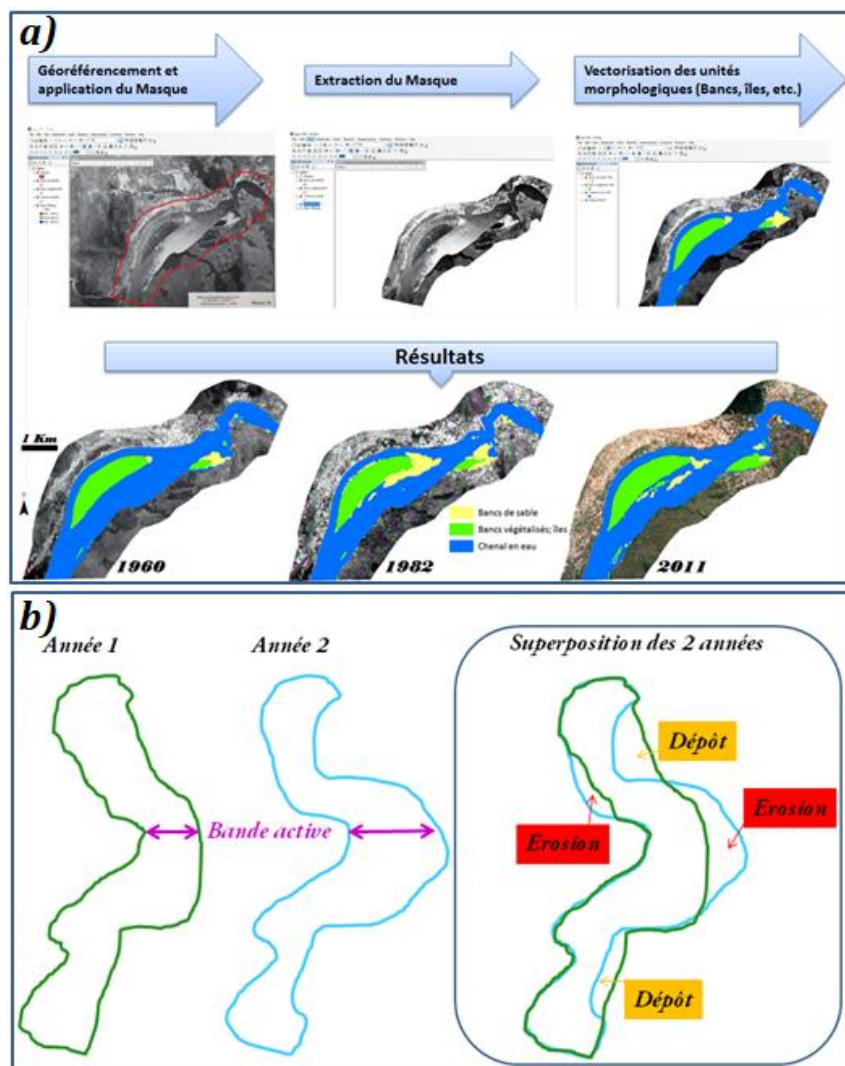 a)
Géoréférencement et
application du Masque
Extraction du Masque
Vectorisation des unités
morphologiques (Bancs, îles, etc.)
Résultats
1 Km
Bancs de sable
Bancs végétalisés; îles
Chenal en eau
1960
1982
2011
b)
Année 1
Année 2
Superposition des 2 années
Dépôt
Bande active
Erosion
Erosion
Dépôt